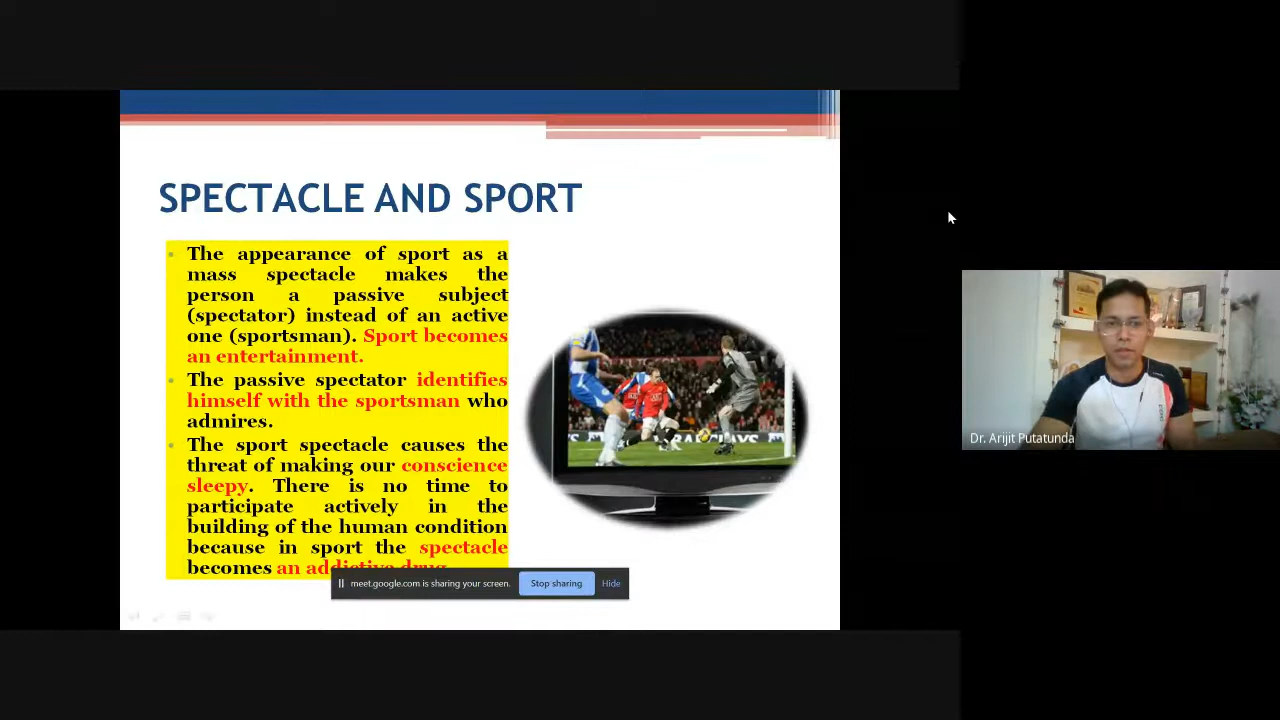 SPECTACLE AND SPORT
The appearance of sport as a
mass spectacle makes the
person a passive subject
(spectator) instead of an active
one (sportsman). Sport becomes
an entertainment.
The passive spectator identifies
himself with the sportsman who
admires.
The sport spectacle causes the
threat of making our conscience
sleepy. There is no time to
participate actively in the
building of the human condition
because in sport the spectacle
becomes an addictive drug
BARCLAYS
meet.google.com is sharing your screen.
Stop sharing
Hide
Dr. Arijit Putatunda